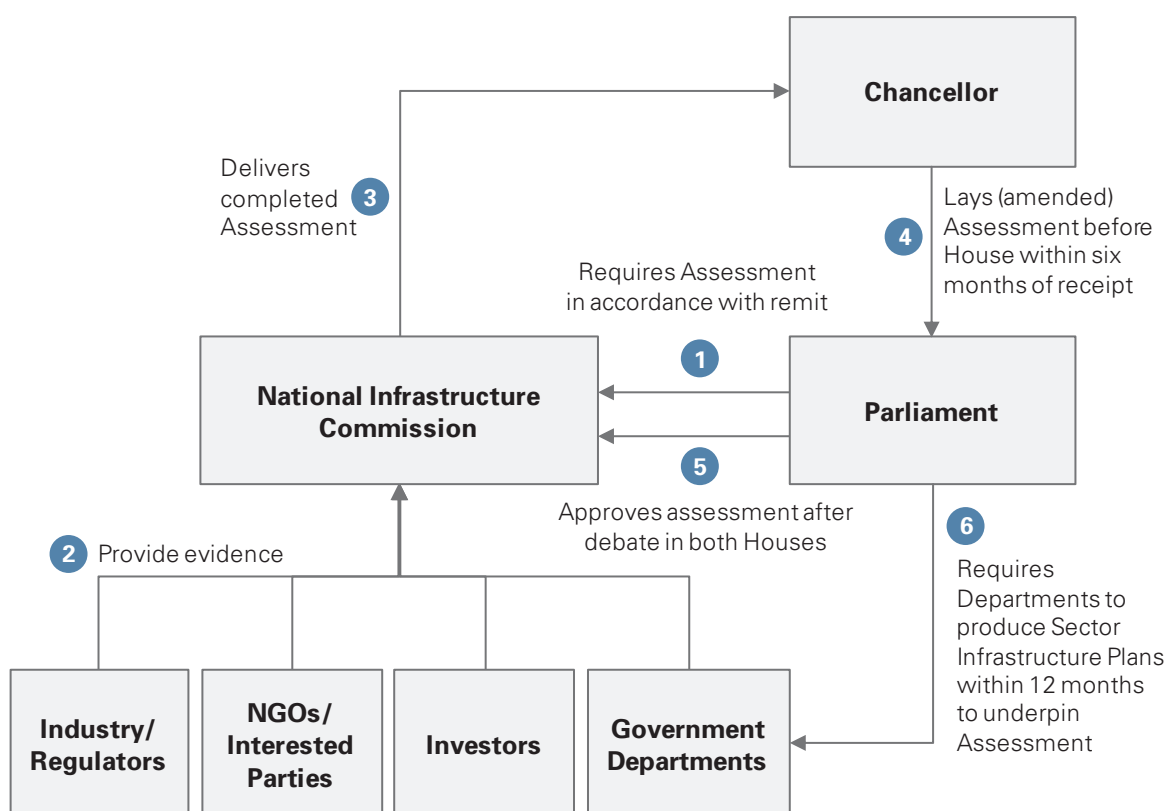 Chancellor
Delivers
completed
Assessment
3
4
Lays (amended)
Assessment before
House within six
months of receipt
Requires Assessment
in accordance with remit
1
National Infrastructure
Commission
Parliament
5
Approves assessment after
debate in both Houses
2 Provide evidence
6
Requires
Departments to
produce Sector
Infrastructure Plans
within 12 months
to underpin
Assessment
Industry/
Regulators
NGOs/
Interested
Parties
Investors
Government
Departments